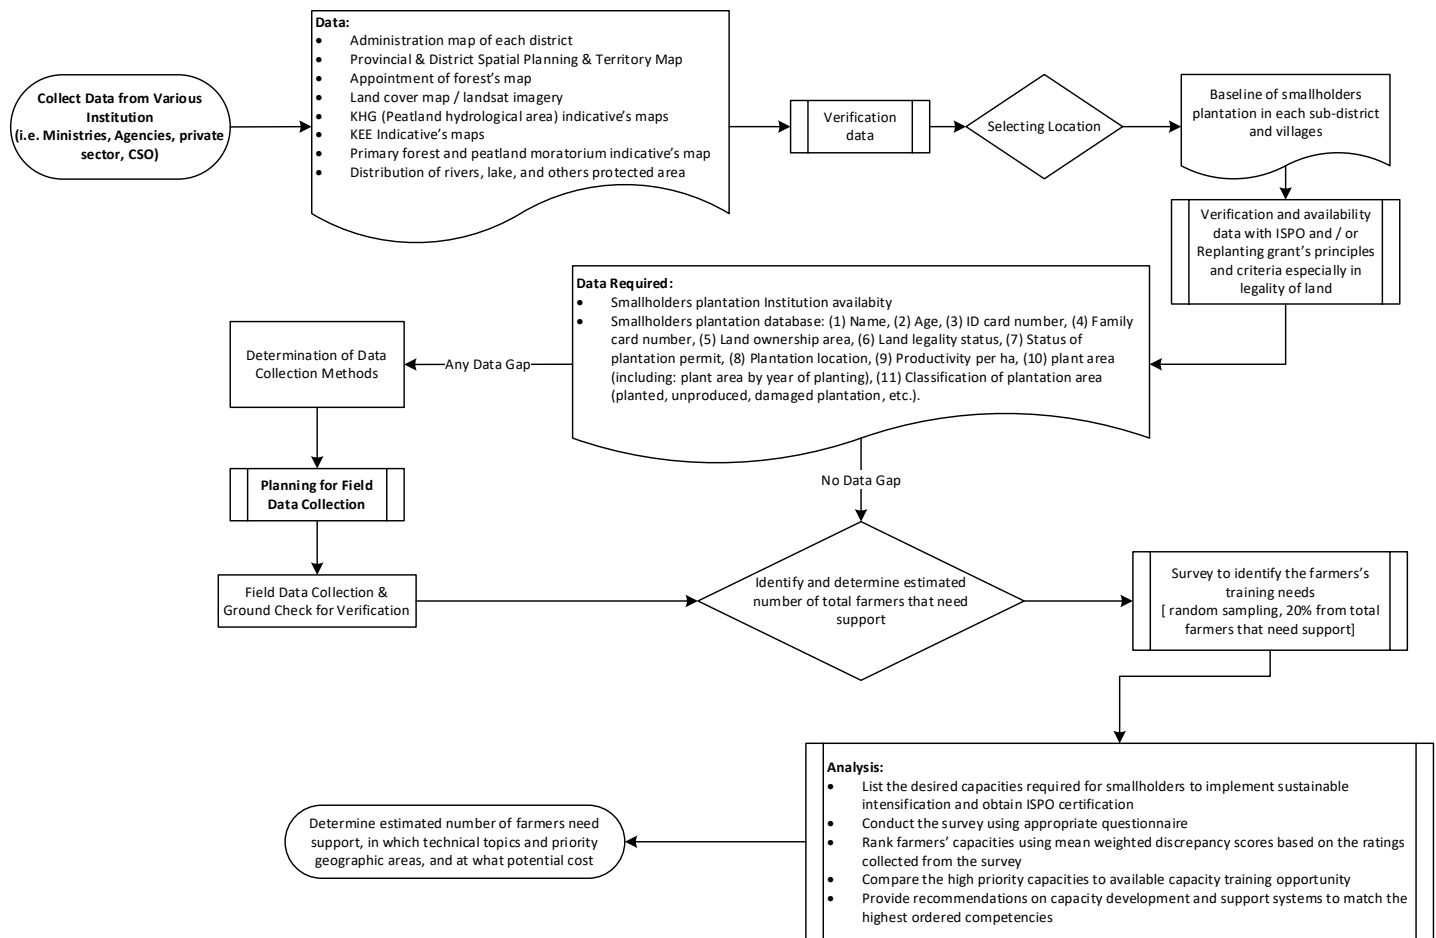 Collect Data from Various
Institution
(i.e. Ministries, Agencies, private
sector, CSO)
Data:
• Administration map of each district
• Provincial & District Spatial Planning & Territory Map
• Appointment of forest's map
• Land cover map / landsat imagery
• KHG (Peatland hydrological area) indicative's maps
• KEE Indicative's maps
• Primary forest and peatland moratorium indicative's map
• Distribution of rivers, lake, and others protected area
Verification
data
Selecting Location
Baseline of smallholders
plantation in each sub-district
and villages
Verification and availability
data with ISPO and / or
Replanting grant's principles
and criteria especially in
legality of land
Data Required:
• Smallholders plantation Institution availabity
• Smallholders plantation database: (1) Name, (2) Age, (3) ID card number, (4) Family
card number, (5) Land ownership area, (6) Land legality status, (7) Status of
plantation permit, (8) Plantation location, (9) Productivity per ha, (10) plant area
(including: plant area by year of planting), (11) Classification of plantation area
(planted, unproduced, damaged plantation, etc.).
Any Data Gap
Determination of Data
Collection Methods
Planning for Field
Data Collection
Field Data Collection &
Ground Check for Verification
No Data Gap
Identify and determine estimated
number of total farmers that need
support
Survey to identify the farmers's
training needs
[ random sampling, 20% from total
farmers that need support]
Analysis:
• List the desired capacities required for smallholders to implement sustainable
intensification and obtain ISPO certification
• Conduct the survey using appropriate questionnaire
• Rank farmers' capacities using mean weighted discrepancy scores based on the ratings
collected from the survey
• Compare the high priority capacities to available capacity training opportunity
• Provide recommendations on capacity development and support systems to match the
highest ordered competencies
Determine estimated number of farmers need
support, in which technical topics and priority
geographic areas, and at what potential cost